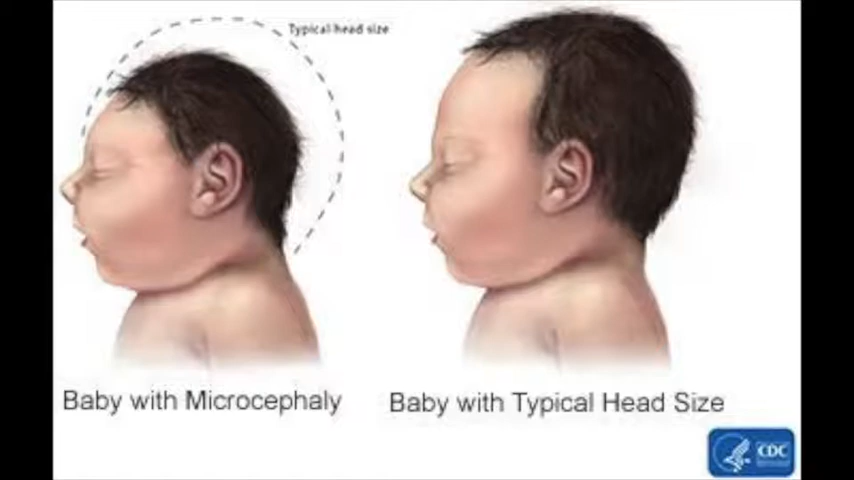 Typical head size
Baby with Microcephaly
Baby with Typical Head Size
CDC